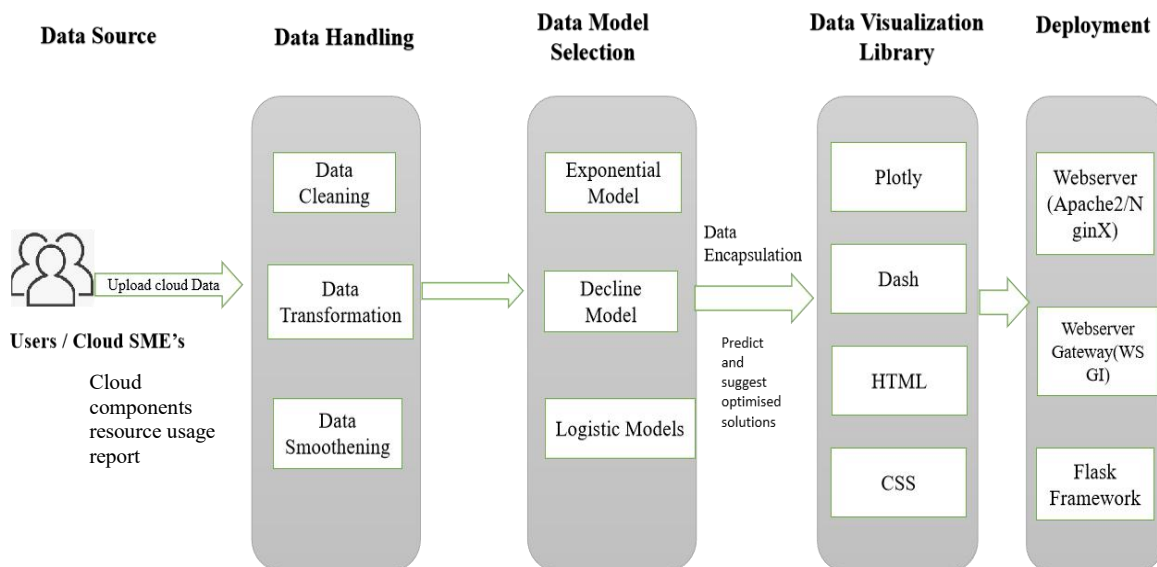 Data Source
Data Handling
Data Model
Selection
Data Visualization
Library
Deployment
Upload cloud Data
Users / Cloud SME's
Cloud
components
resource usage
report
Data
Cleaning
Data
Transformation
Data
Smoothening
Exponential
Model
Decline
Model
Logistic Models
Data
Encapsulation
Predict
and
suggest
optimised
solutions
Plotly
Dash
HTML
CSS
Webserver
(Apache2/N
ginX)
Webserver
Gateway(WS
GI)
Flask
Framework